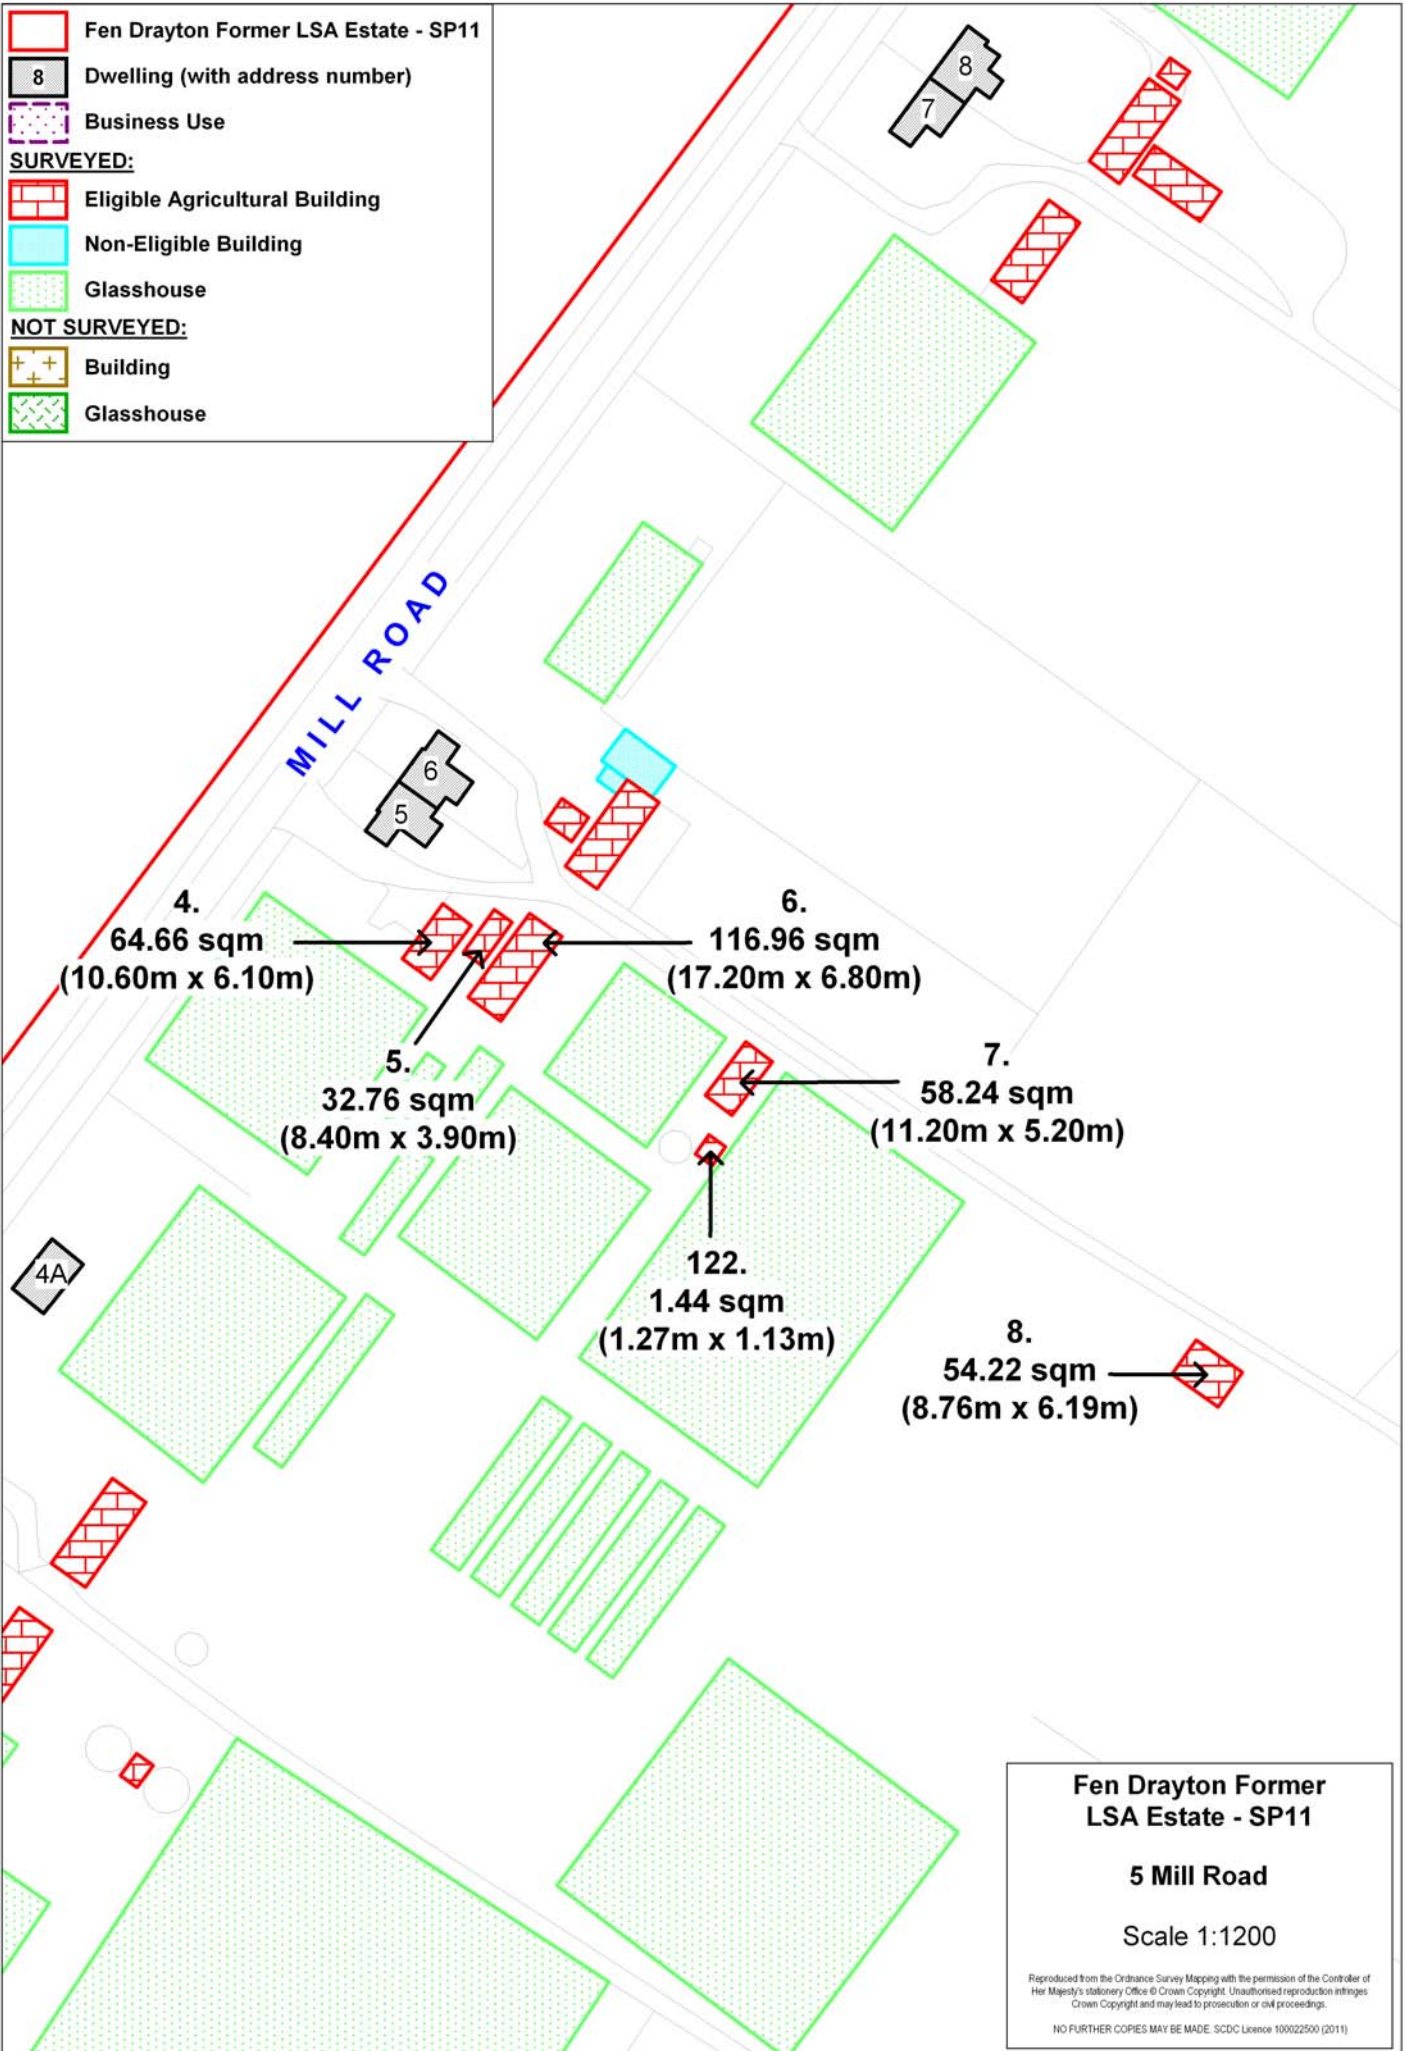 Fen Drayton Former LSA Estate - SP11
8 Dwelling (with address number)
Business Use
SURVEYED:
Eligible Agricultural Building
Non-Eligible Building
Glasshouse
NOT SURVEYED:
Building
Glasshouse
8
7
MILL ROAD
6
5
4.
64.66 sqm
(10.60m x 6.10m)
6.
116.96 sqm
(17.20m x 6.80m)
5.
32.76 sqm
(8.40m x 3.90m)
7.
58.24 sqm
(11.20m x 5.20m)
4A
122.
1.44 sqm
(1.27m x 1.13m)
8.
54.22 sqm
(8.76m x 6.19m)
Fen Drayton Former
LSA Estate - SP11
5 Mill Road
Scale 1:1200
Reproduced from the Ordnance Survey Mapping with the permission of the Controller of
Her Majesty's stationery Office © Crown Copyright. Unauthorised reproduction infringes
Crown Copyright and may lead to prosecution or civil proceedings.
NO FURTHER COPIES MAY BE MADE. SCDC Licence 100022500 (2011)